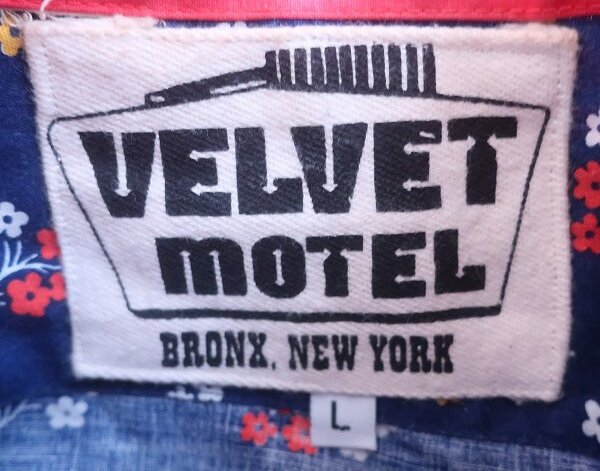 VELVET
MOTEL
BRONX, NEW YORK
L